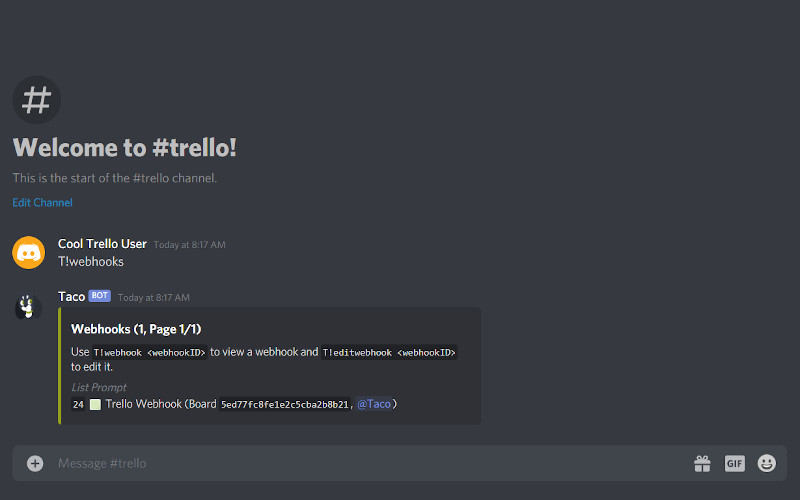 #
Welcome to #trello!
This is the start of the #trello channel.
Edit Channel
Cool Trello User Today at 8:17 AM
T!webhooks
Taco BOT Today at 8:17 AM
Webhooks (1, Page 1/1)
Use T!webhook <webhookID> to view a webhook and T!editwebhook <webhookID>
to edit it.
List Prompt
24 Trello Webhook (Board 5ed77fc8fe1e2c5cba2b8b21, @Taco)
Message #trello
GIF